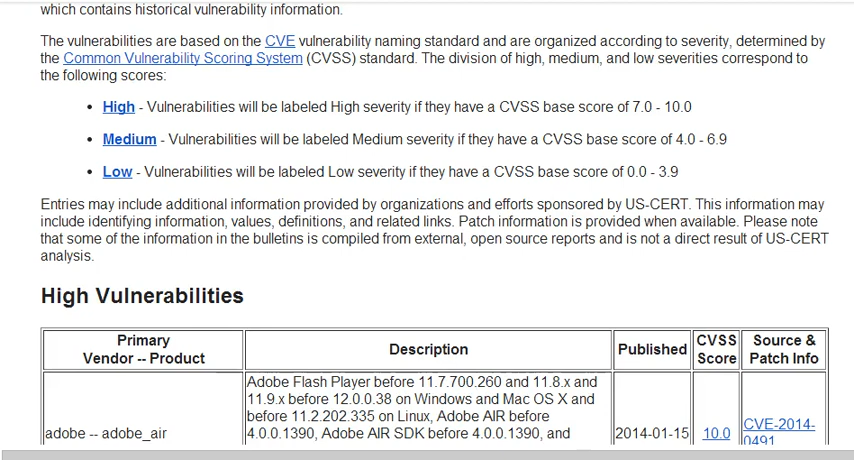 which contains historical vulnerability information.
The vulnerabilities are based on the CVE vulnerability naming standard and are organized according to severity, determined by
the Common Vulnerability Scoring System (CVSS) standard. The division of high, medium, and low severities correspond to
the following scores:
• High - Vulnerabilities will be labeled High severity if they have a CVSS base score of 7.0 - 10.0
• Medium - Vulnerabilities will be labeled Medium severity if they have a CVSS base score of 4.0 - 6.9
• Low - Vulnerabilities will be labeled Low severity if they have a CVSS base score of 0.0 - 3.9
Entries may include additional information provided by organizations and efforts sponsored by US-CERT. This information may
include identifying information, values, definitions, and related links. Patch information is provided when available. Please note
that some of the information in the bulletins is compiled from external, open source reports and is not a direct result of US-CERT
analysis.
High Vulnerabilities
Primary
Vendor -- Product
Description
Published
CVSS
Score
Source &
Patch Info
adobe -- adobe_air
Adobe Flash Player before 11.7.700.260 and 11.8.x and
11.9.x before 12.0.0.38 on Windows and Mac OS X and
before 11.2.202.335 on Linux, Adobe AIR before
4.0.0.1390, Adobe AIR SDK before 4.0.0.1390, and
2014-01-15
10.0
CVE-2014-
0491